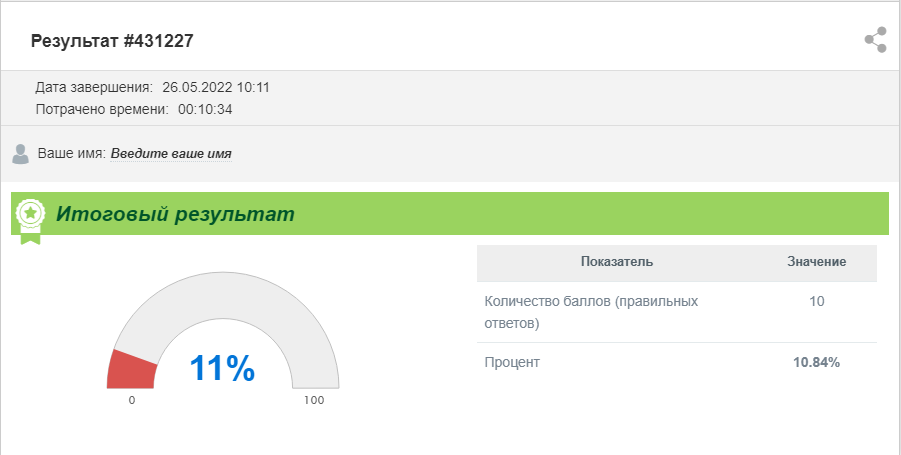 Результат #431227
Дата завершения: 26.05.2022 10:11
Потрачено времени: 00:10:34
Ваше имя: Введите ваше имя
Итоговый результат
Показатель Значение
Количество баллов (правильных ответов) 10
Процент 10.84%
11%
0 100